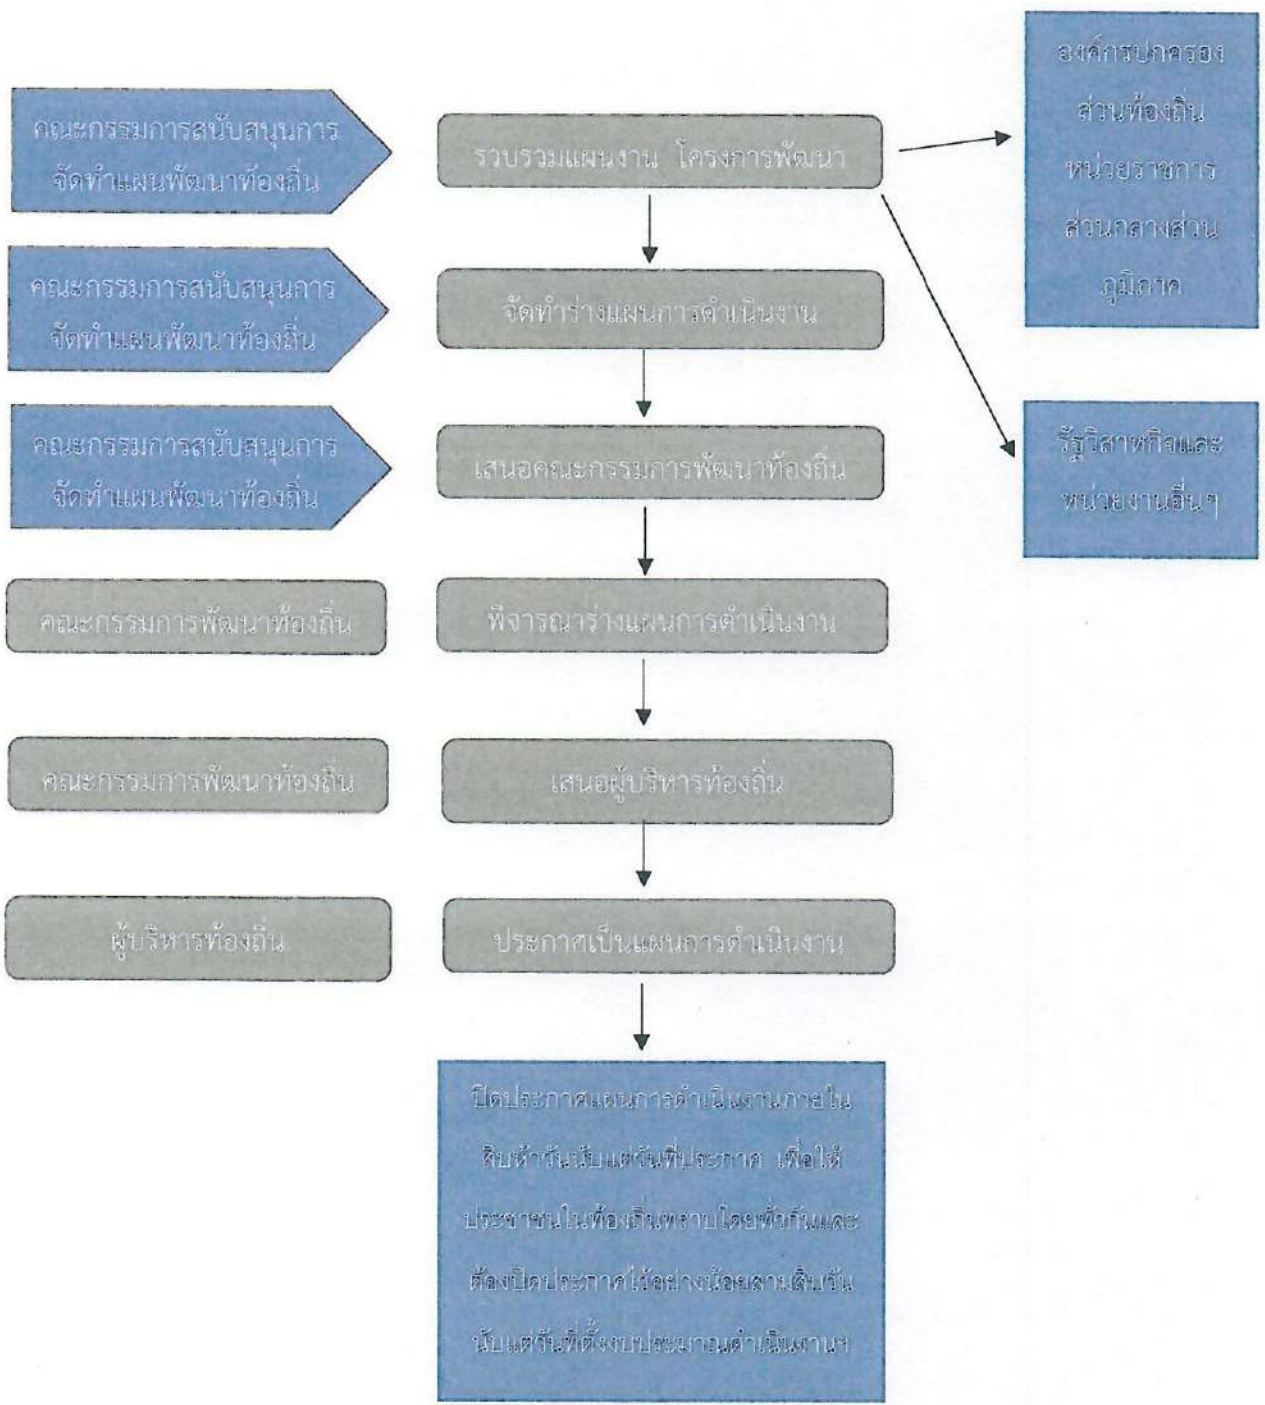 องค์กรปกครอง
ส่วนท้องถิ่น
หน่วยราชการ
ส่วนกลางส่วน
ภูมิภาค
คณะกรรมการสนับสนุนการ
จัดทำแผนพัฒนาท้องถิ่น
รวบรวมแผนงาน โครงการพัฒนา
คณะกรรมการสนับสนุนการ
จัดทำแผนพัฒนาท้องถิ่น
จัดทำร่างแผนการดำเนินงาน
คณะกรรมการสนับสนุนการ
จัดทำแผนพัฒนาท้องถิ่น
เสนอคณะกรรมการพัฒนาท้องถิ่น
รัฐวิสาหกิจและ
หน่วยงานอื่นๆ
คณะกรรมการพัฒนาท้องถิ่น
พิจารณาร่างแผนการดำเนินงาน
คณะกรรมการพัฒนาท้องถิ่น
เสนอผู้บริหารท้องถิ่น
ผู้บริหารท้องถิ่น
ประกาศเป็นแผนการดำเนินงาน
ปิดประกาศแผนการดำเนินงานภายใน
สิบห้าวันนับแต่วันที่ประกาศ เพื่อให้
ประชาชนในท้องถิ่นทราบโดยทั่วกันและ
ต้องปิดประกาศไว้อย่างน้อยสามสิบวัน
นับแต่วันที่ตั้งงบประมาณดำเนินงานฯ